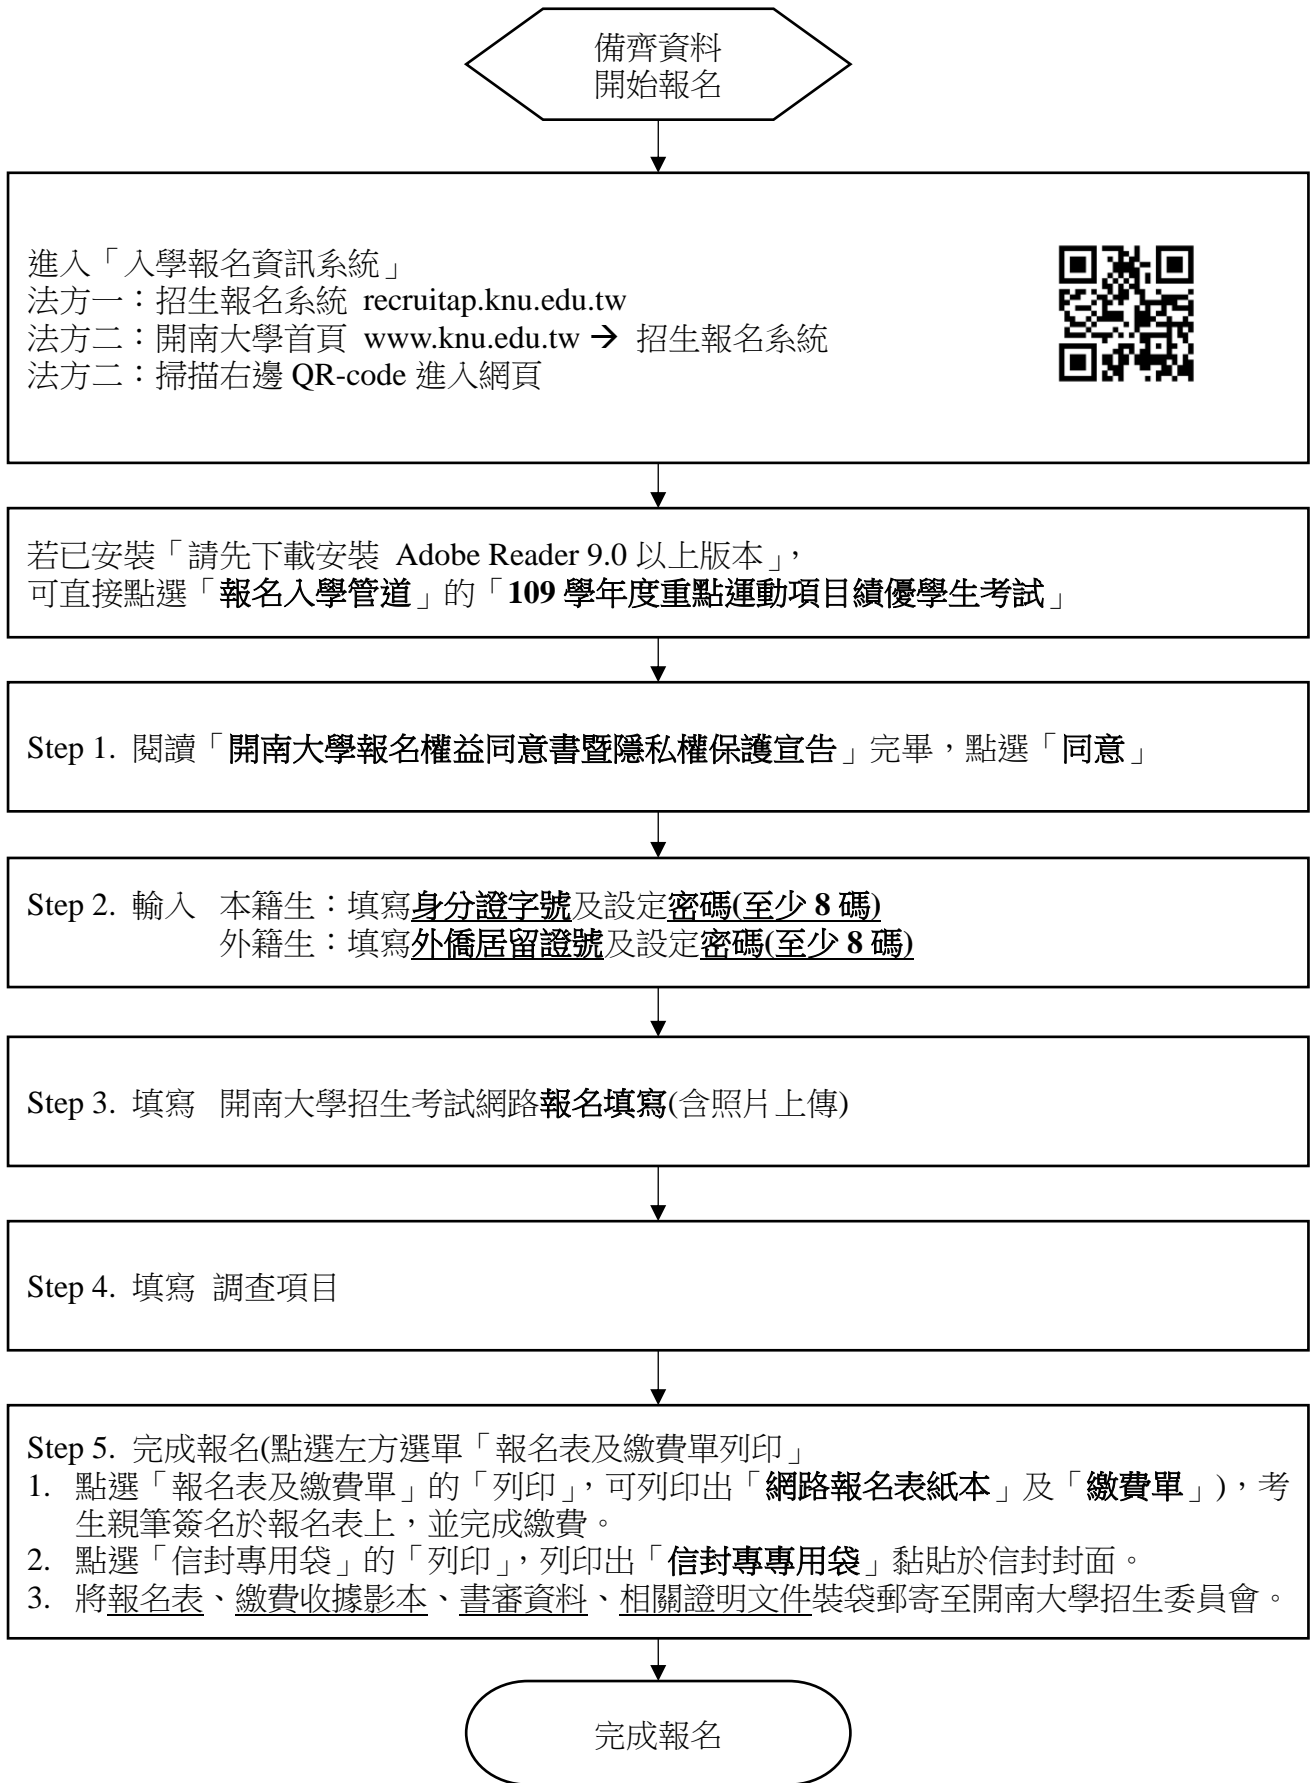 備齊資料
開始報名
進入「入學報名資訊系統」
法方一：招生報名系統 recruitap.knu.edu.tw
法方二：開南大學首頁 www.knu.edu.tw→ 招生報名系統
法方二：掃描右邊 QR-code 進入網頁
若已安裝「請先下載安裝 Adobe Reader 9.0 以上版本」，
可直接點選「報名入學管道」的「109 學年度重點運動項目績優學生考試」
Step 1. 閱讀「開南大學報名權益同意書暨隱私權保護宣告」完畢，點選「同意」
Step 2. 輸入 本籍生：填寫身分證字號及設定密碼(至少 8 碼)
外籍生：填寫外僑居留證號及設定密碼(至少 8 碼)
Step 3. 填寫 開南大學招生考試網路報名填寫(含照片上傳)
Step 4. 填寫 調查項目
Step 5. 完成報名(點選左方選單「報名表及繳費單列印」
1. 點選「報名表及繳費單」的「列印」，可列印出「網路報名表紙本」及「繳費單」)，考
生親筆簽名於報名表上，並完成繳費。
2. 點選「信封專用袋」的「列印」，列印出「信封專專用袋」黏貼於信封封面。
3. 將報名表、繳費收據影本、書審資料、相關證明文件裝袋郵寄至開南大學招生委員會。
完成報名